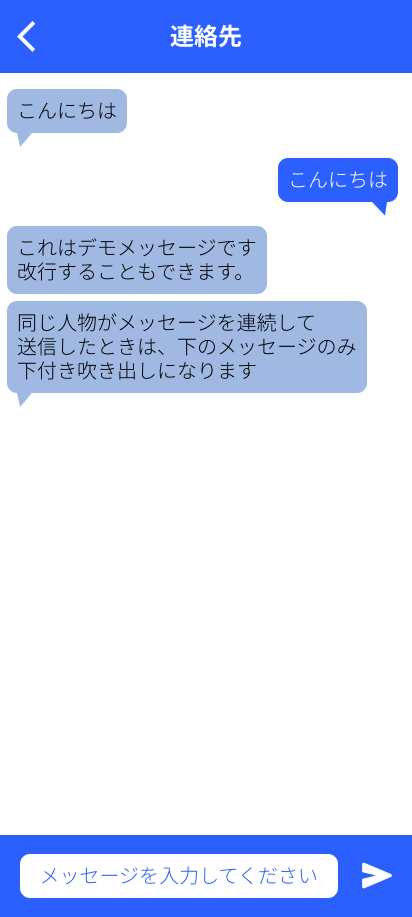 連絡先
こんにちは
こんにちは
これはデモメッセージです
改行することもできます。
同じ人物がメッセージを連続して
送信したときは、下のメッセージのみ
下付き吹き出しになります
メッセージを入力してください